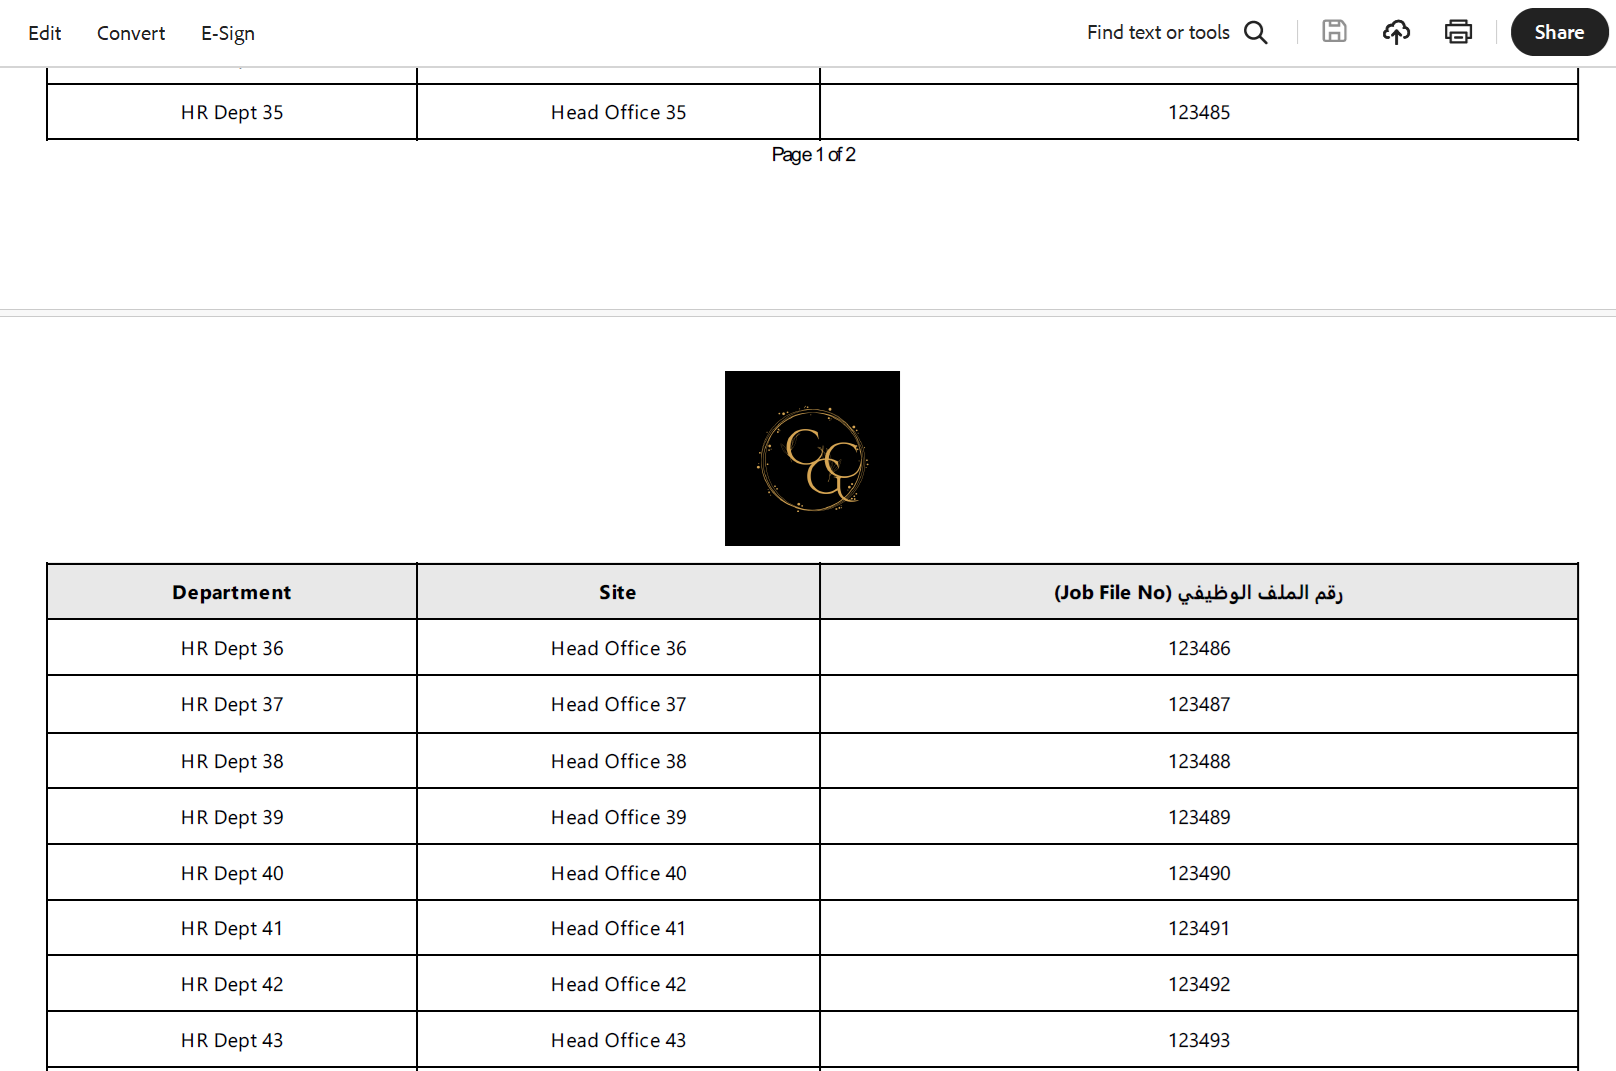 Edit Convert E-Sign Find text or tools Share
HR Dept 35 Head Office 35 123485
Page 1 of 2
Department Site رقم الملف الوظيفي (Job File No)
HR Dept 36 Head Office 36 123486
HR Dept 37 Head Office 37 123487
HR Dept 38 Head Office 38 123488
HR Dept 39 Head Office 39 123489
HR Dept 40 Head Office 40 123490
HR Dept 41 Head Office 41 123491
HR Dept 42 Head Office 42 123492
HR Dept 43 Head Office 43 123493